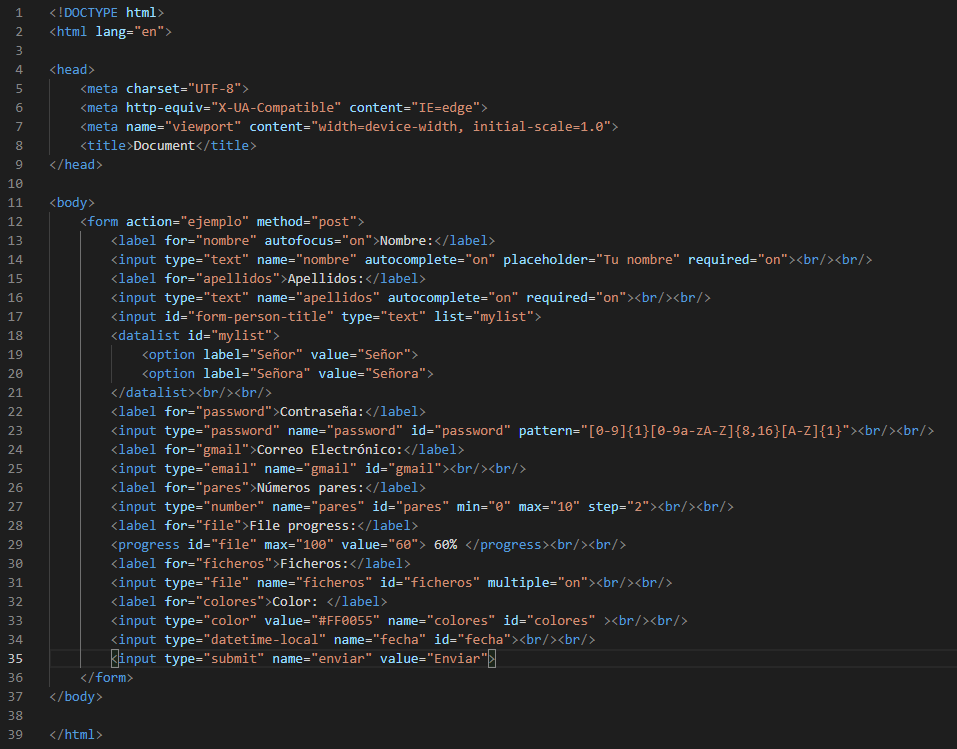 1 <!DOCTYPE html>
2 <html lang="en">
3
4 <head>
5     <meta charset="UTF-8">
6     <meta http-equiv="X-UA-Compatible" content="IE=edge">
7     <meta name="viewport" content="width=device-width, initial-scale=1.0">
8     <title>Document</title>
9 </head>
10
11 <body>
12     <form action="ejemplo" method="post">
13         <label for="nombre" autofocus="on">Nombre:</label>
14         <input type="text" name="nombre" autocomplete="on" placeholder="Tu nombre" required="on"><br/><br/>
15         <label for="apellidos">Apellidos:</label>
16         <input type="text" name="apellidos" autocomplete="on" required="on"><br/><br/>
17         <input id="form-person-title" type="text" list="mylist">
18         <datalist id="mylist">
19             <option label="Señor" value="Señor">
20             <option label="Señora" value="Señora">
21         </datalist><br/><br/>
22         <label for="password">Contraseña:</label>
23         <input type="password" name="password" id="password" pattern="[0-9]{1}[0-9a-zA-Z]{8,16}[A-Z]{1}"><br/><br/>
24         <label for="gmail">Correo Electrónico:</label>
25         <input type="email" name="gmail" id="gmail"><br/><br/>
26         <label for="pares">Números pares:</label>
27         <input type="number" name="pares" id="pares" min="0" max="10" step="2"><br/><br/>
28         <label for="file">File progress:</label>
29         <progress id="file" max="100" value="60"> 60% </progress><br/><br/>
30         <label for="ficheros">Ficheros:</label>
31         <input type="file" name="ficheros" id="ficheros" multiple="on"><br/><br/>
32         <label for="colores">Color: </label>
33         <input type="color" value="#FF0055" name="colores" id="colores" ><br/><br/>
34         <input type="datetime-local" name="fecha" id="fecha"><br/><br/>
35         <input type="submit" name="enviar" value="Enviar">
36     </form>
37 </body>
38
39 </html>